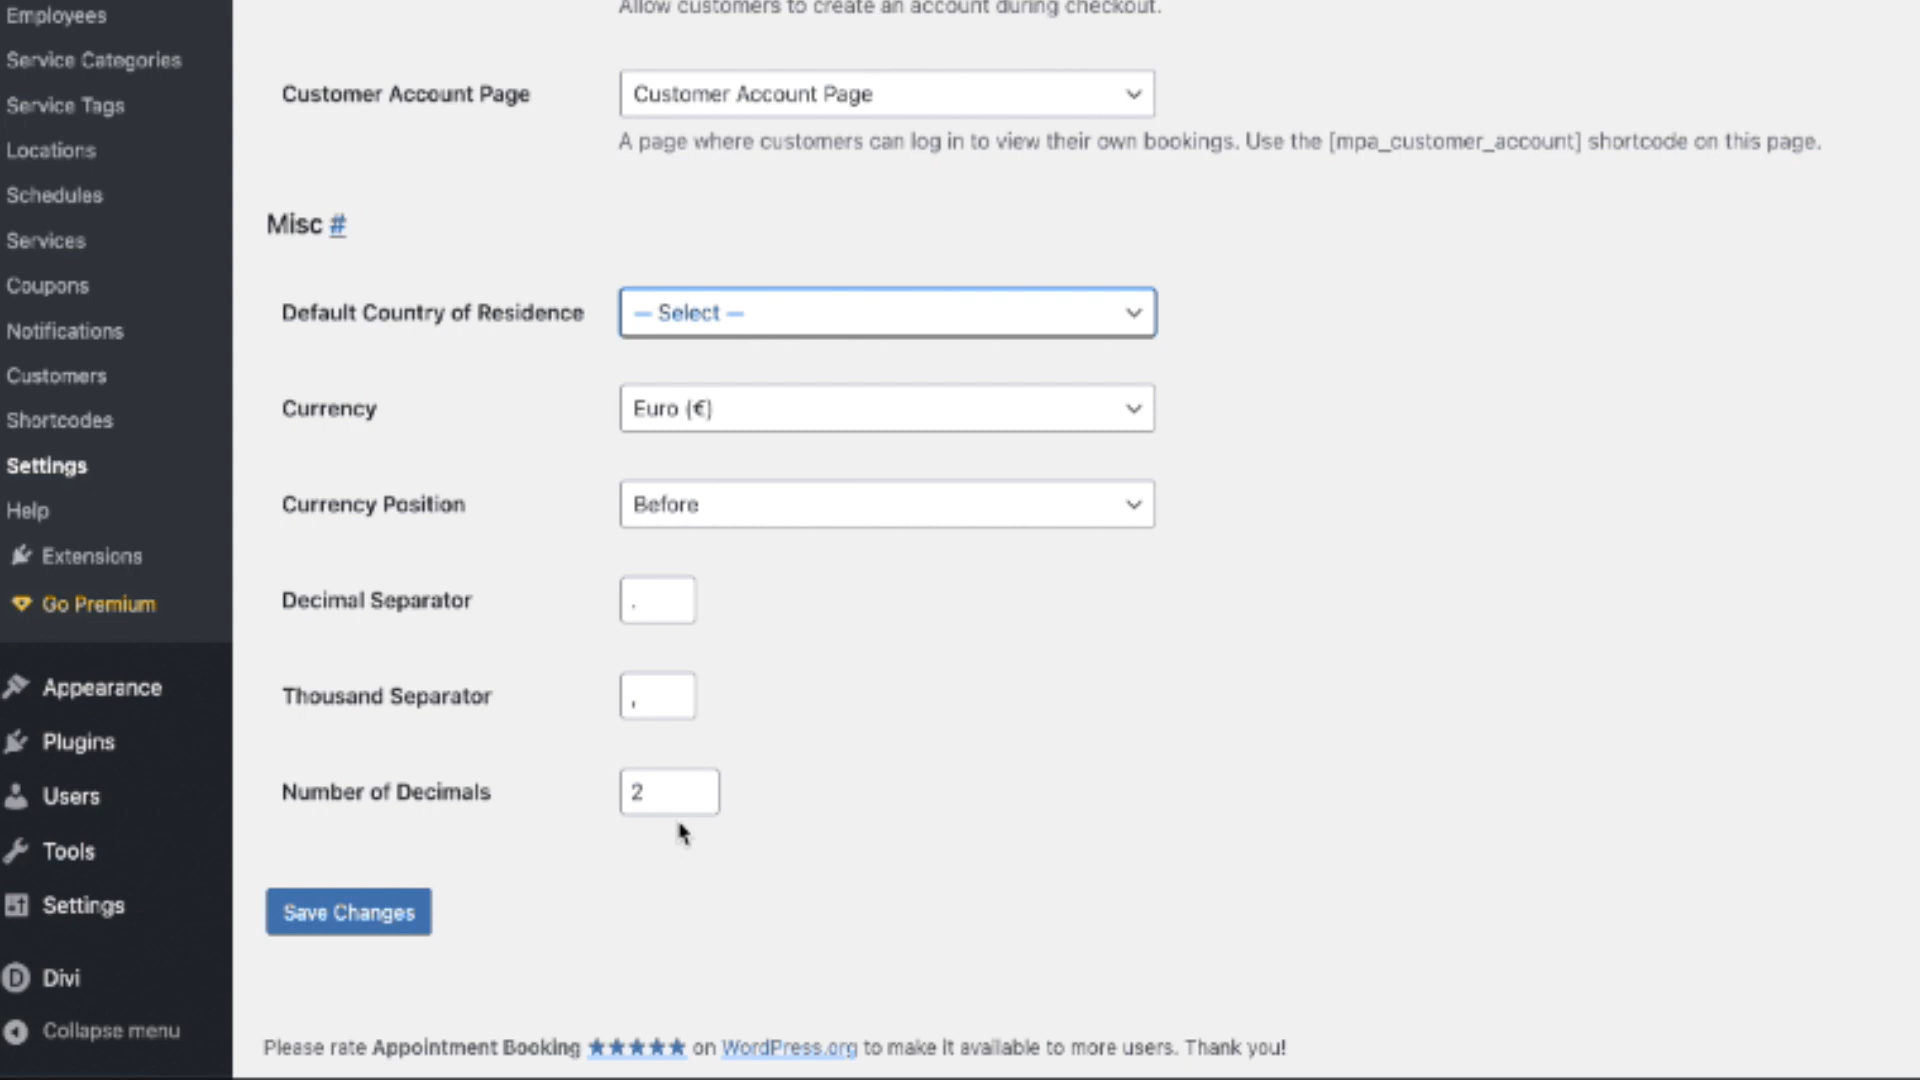 Employees
Service Categories
Service Tags
Locations
Schedules
Services
Coupons
Notifications
Customers
Shortcodes
Settings
Help
Extensions
Go Premium
Appearance
Plugins
Users
Tools
Settings
Divi
Collapse menu
Allow customers to create an account during checkout.
Customer Account Page
Customer Account Page
A page where customers can log in to view their own bookings. Use the [mpa_customer_account] shortcode on this page.
Misc #
Default Country of Residence
— Select —
Currency
Euro (€)
Currency Position
Before
Decimal Separator
.
Thousand Separator
,
Number of Decimals
2
Save Changes
Please rate Appointment Booking ★★★★★ on WordPress.org to make it available to more users. Thank you!